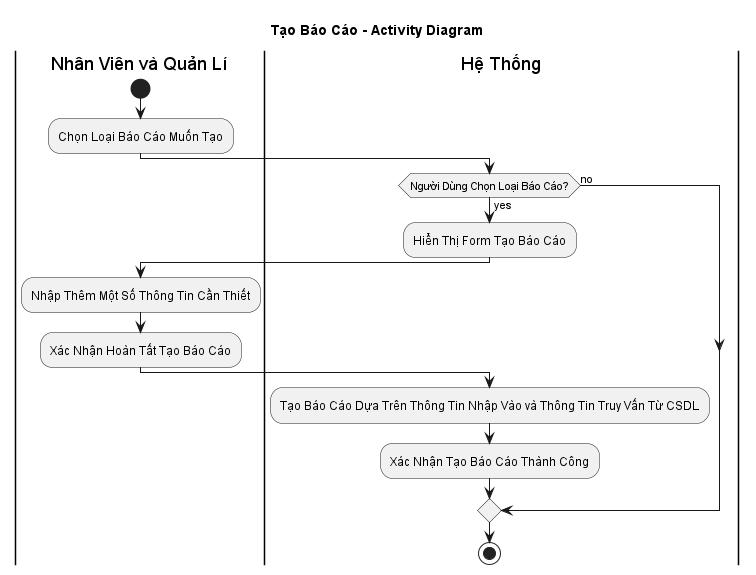 Tạo Báo Cáo - Activity Diagram
Nhân Viên và Quản Lí
Hệ Thống
Chọn Loại Báo Cáo Muốn Tạo
Người Dùng Chọn Loại Báo Cáo?
no
yes
Hiển Thị Form Tạo Báo Cáo
Nhập Thêm Một Số Thông Tin Cần Thiết
Xác Nhận Hoàn Tất Tạo Báo Cáo
Tạo Báo Cáo Dựa Trên Thông Tin Nhập Vào và Thông Tin Truy Vấn Từ CSDL
Xác Nhận Tạo Báo Cáo Thành Công